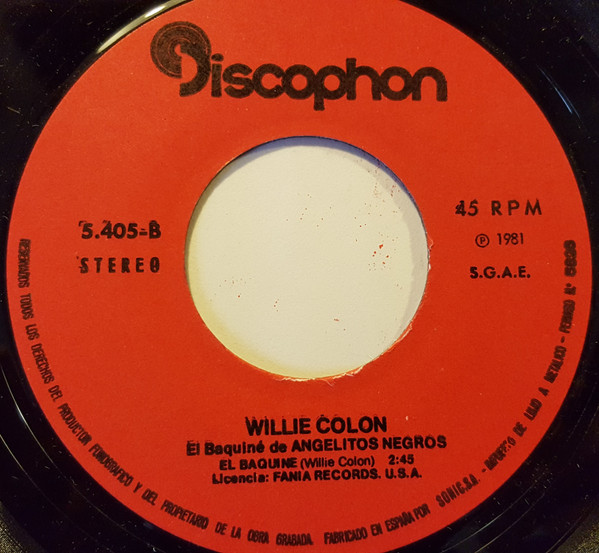 Discophon
5.405-B
STEREO
45 RPM
℗ 1981
S.G.A.E.
WILLIE COLON
El Baquiné de ANGELITOS NEGROS
EL BAQUINE (Willie Colon) 2:45
Licencia: FANIA RECORDS. U.S.A.
RESERVADOS TODOS LOS DERECHOS DEL PRODUCTOR FONOGRAFICO Y DEL PROPIETARIO DE LA OBRA GRABADA. FABRICADO EN ESPAÑA POR SONIC.S.A. - IMPUESTO DE LUJO A METALICO - PERMISO N.º